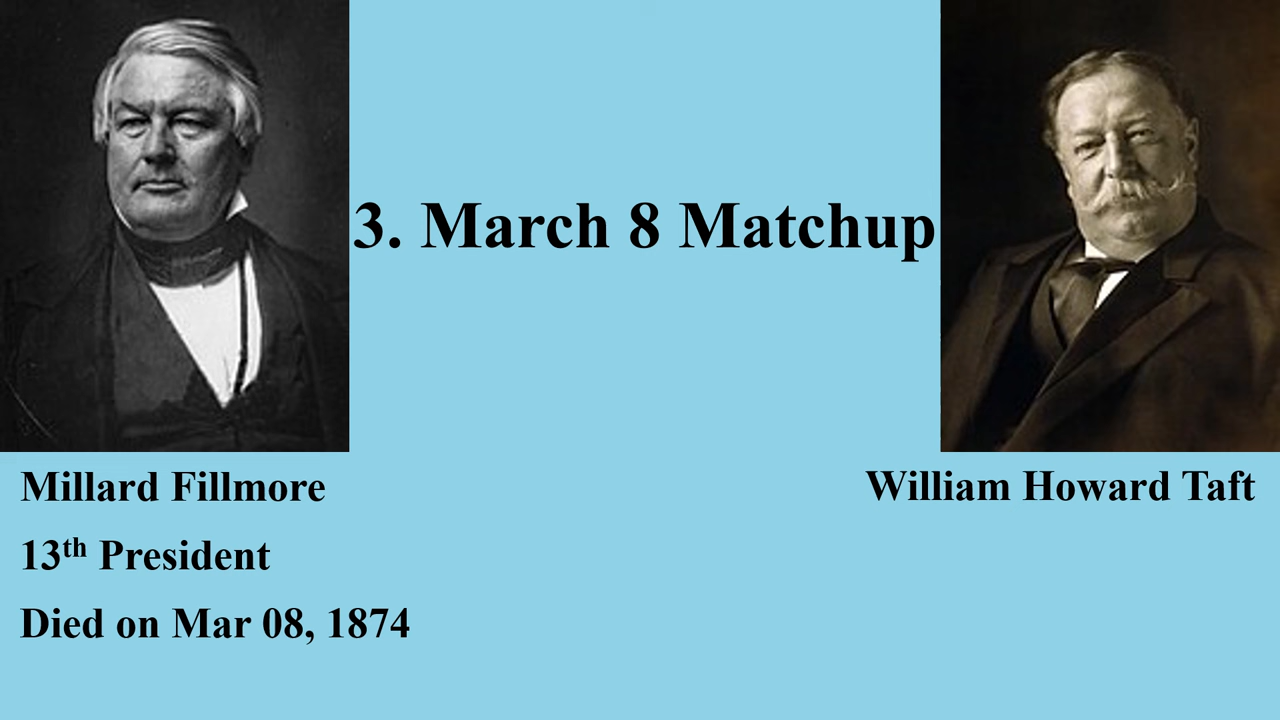 3. March 8 Matchup
Millard Fillmore
William Howard Taft
13th President
Died on Mar 08, 1874